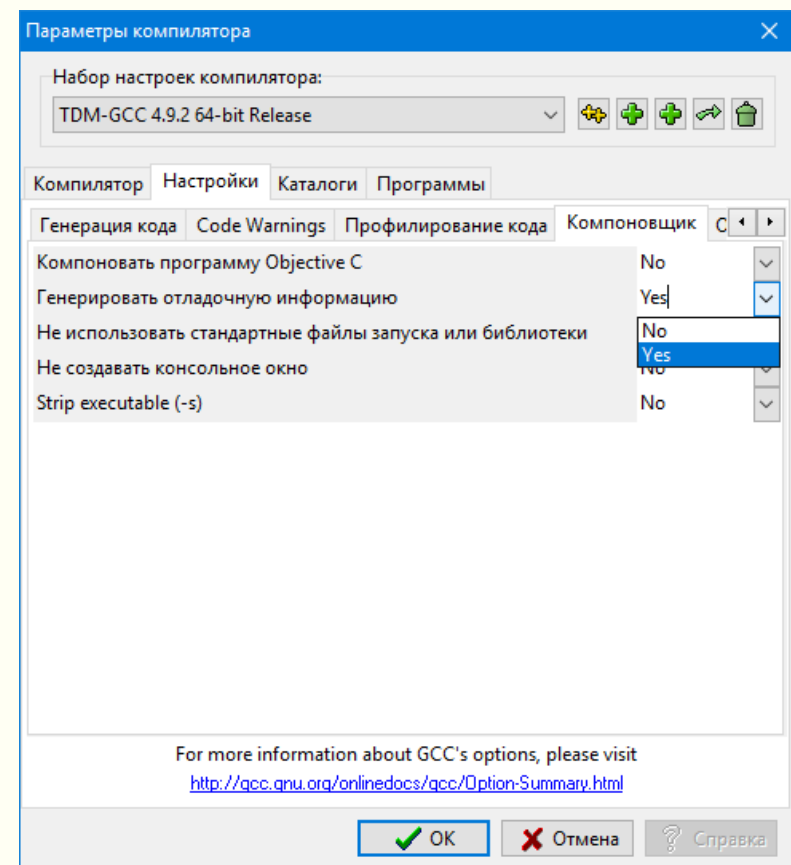 Параметры компилятора
Набор настроек компилятора:
TDM-GCC 4.9.2 64-bit Release
Компилятор Настройки Каталоги Программы
Генерация кода Code Warnings Профилирование кода Компоновщик С
Компоновать программу Objective C No
Генерировать отладочную информацию Yes
Не использовать стандартные файлы запуска или библиотеки No
Yes
Не создавать консольное окно No
Strip executable (-s) No
For more information about GCC's options, please visit
http://gcc.gnu.org/onlinedocs/gcc/Option-Summary.html
OK Отмена Справка